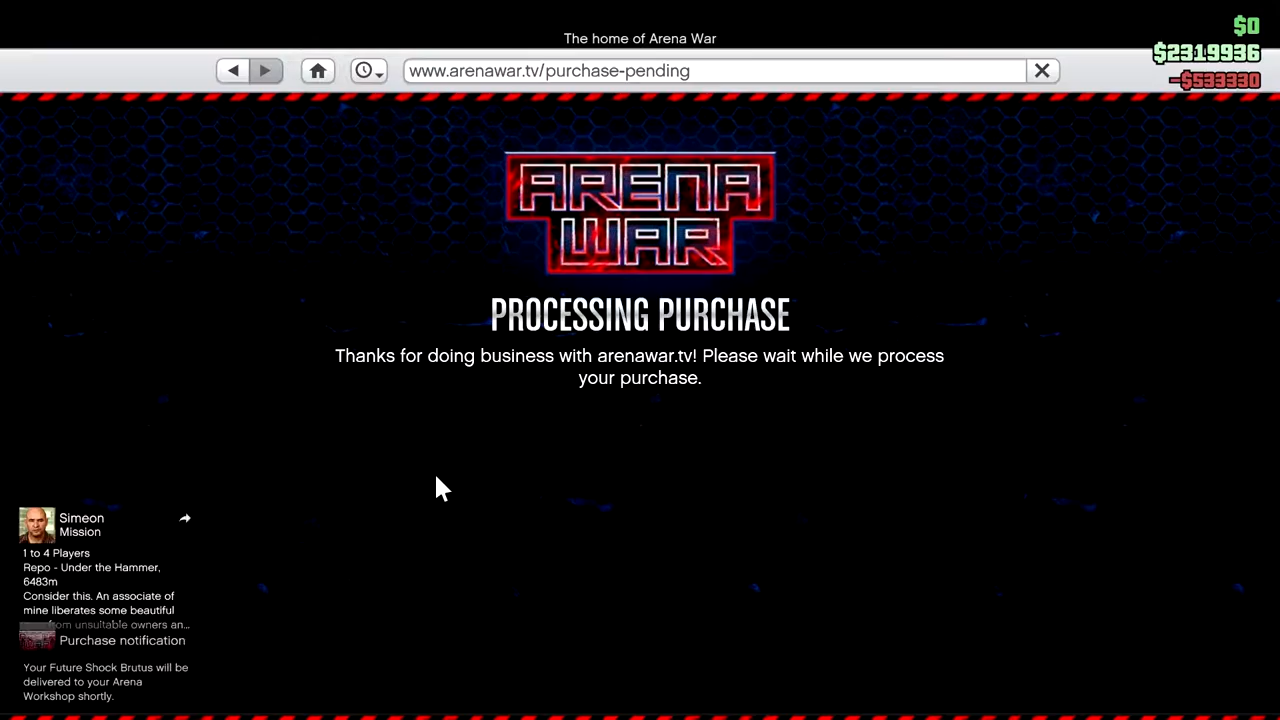 The home of Arena War
$0
$2319936
-$533330
www.arenawar.tv/purchase-pending
ARENA
WAR
PROCESSING PURCHASE
Thanks for doing business with arenawar.tv! Please wait while we process
your purchase.
Simeon
Mission
1 to 4 Players
Repo - Under the Hammer,
6483m
Consider this. An associate of
mine liberates some beautiful
from unsuitable owners an...
Purchase notification
Your Future Shock Brutus will be
delivered to your Arena
Workshop shortly.